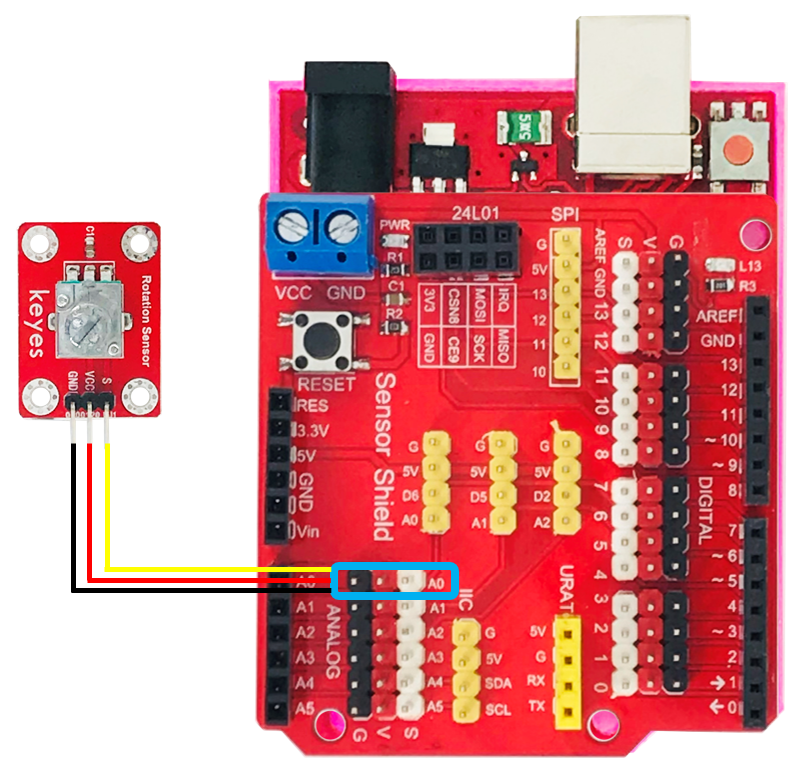 C1
Rotation Sensor
keyes
GND
VCC
S
5X5
24L01
SPI
PWR
R1
C1
R2
VCC
GND
3V3
CSN8
MOSI
IRQ
GND
CE9
SCK
MISO
G
5V
13
12
11
10
AREF
GND
13
12
S
V
G
L13
R3
RESET
Sensor Shield
RES
3.3V
5V
GND
Vin
11
10
9
8
7
6
5
4
3
2
1
0
AREF
GND
13
12
11
~10
~9
8
DIGITAL
7
~6
~5
4
~3
2
→1
←0
G
5V
D6
A0
G
5V
D5
A1
G
5V
D2
A2
A0
A1
A2
A3
A4
A5
ANALOG
G
V
S
A0
A1
A2
A3
A4
A5
IIC
G
5V
SDA
SCL
URAT
5V
G
RX
TX